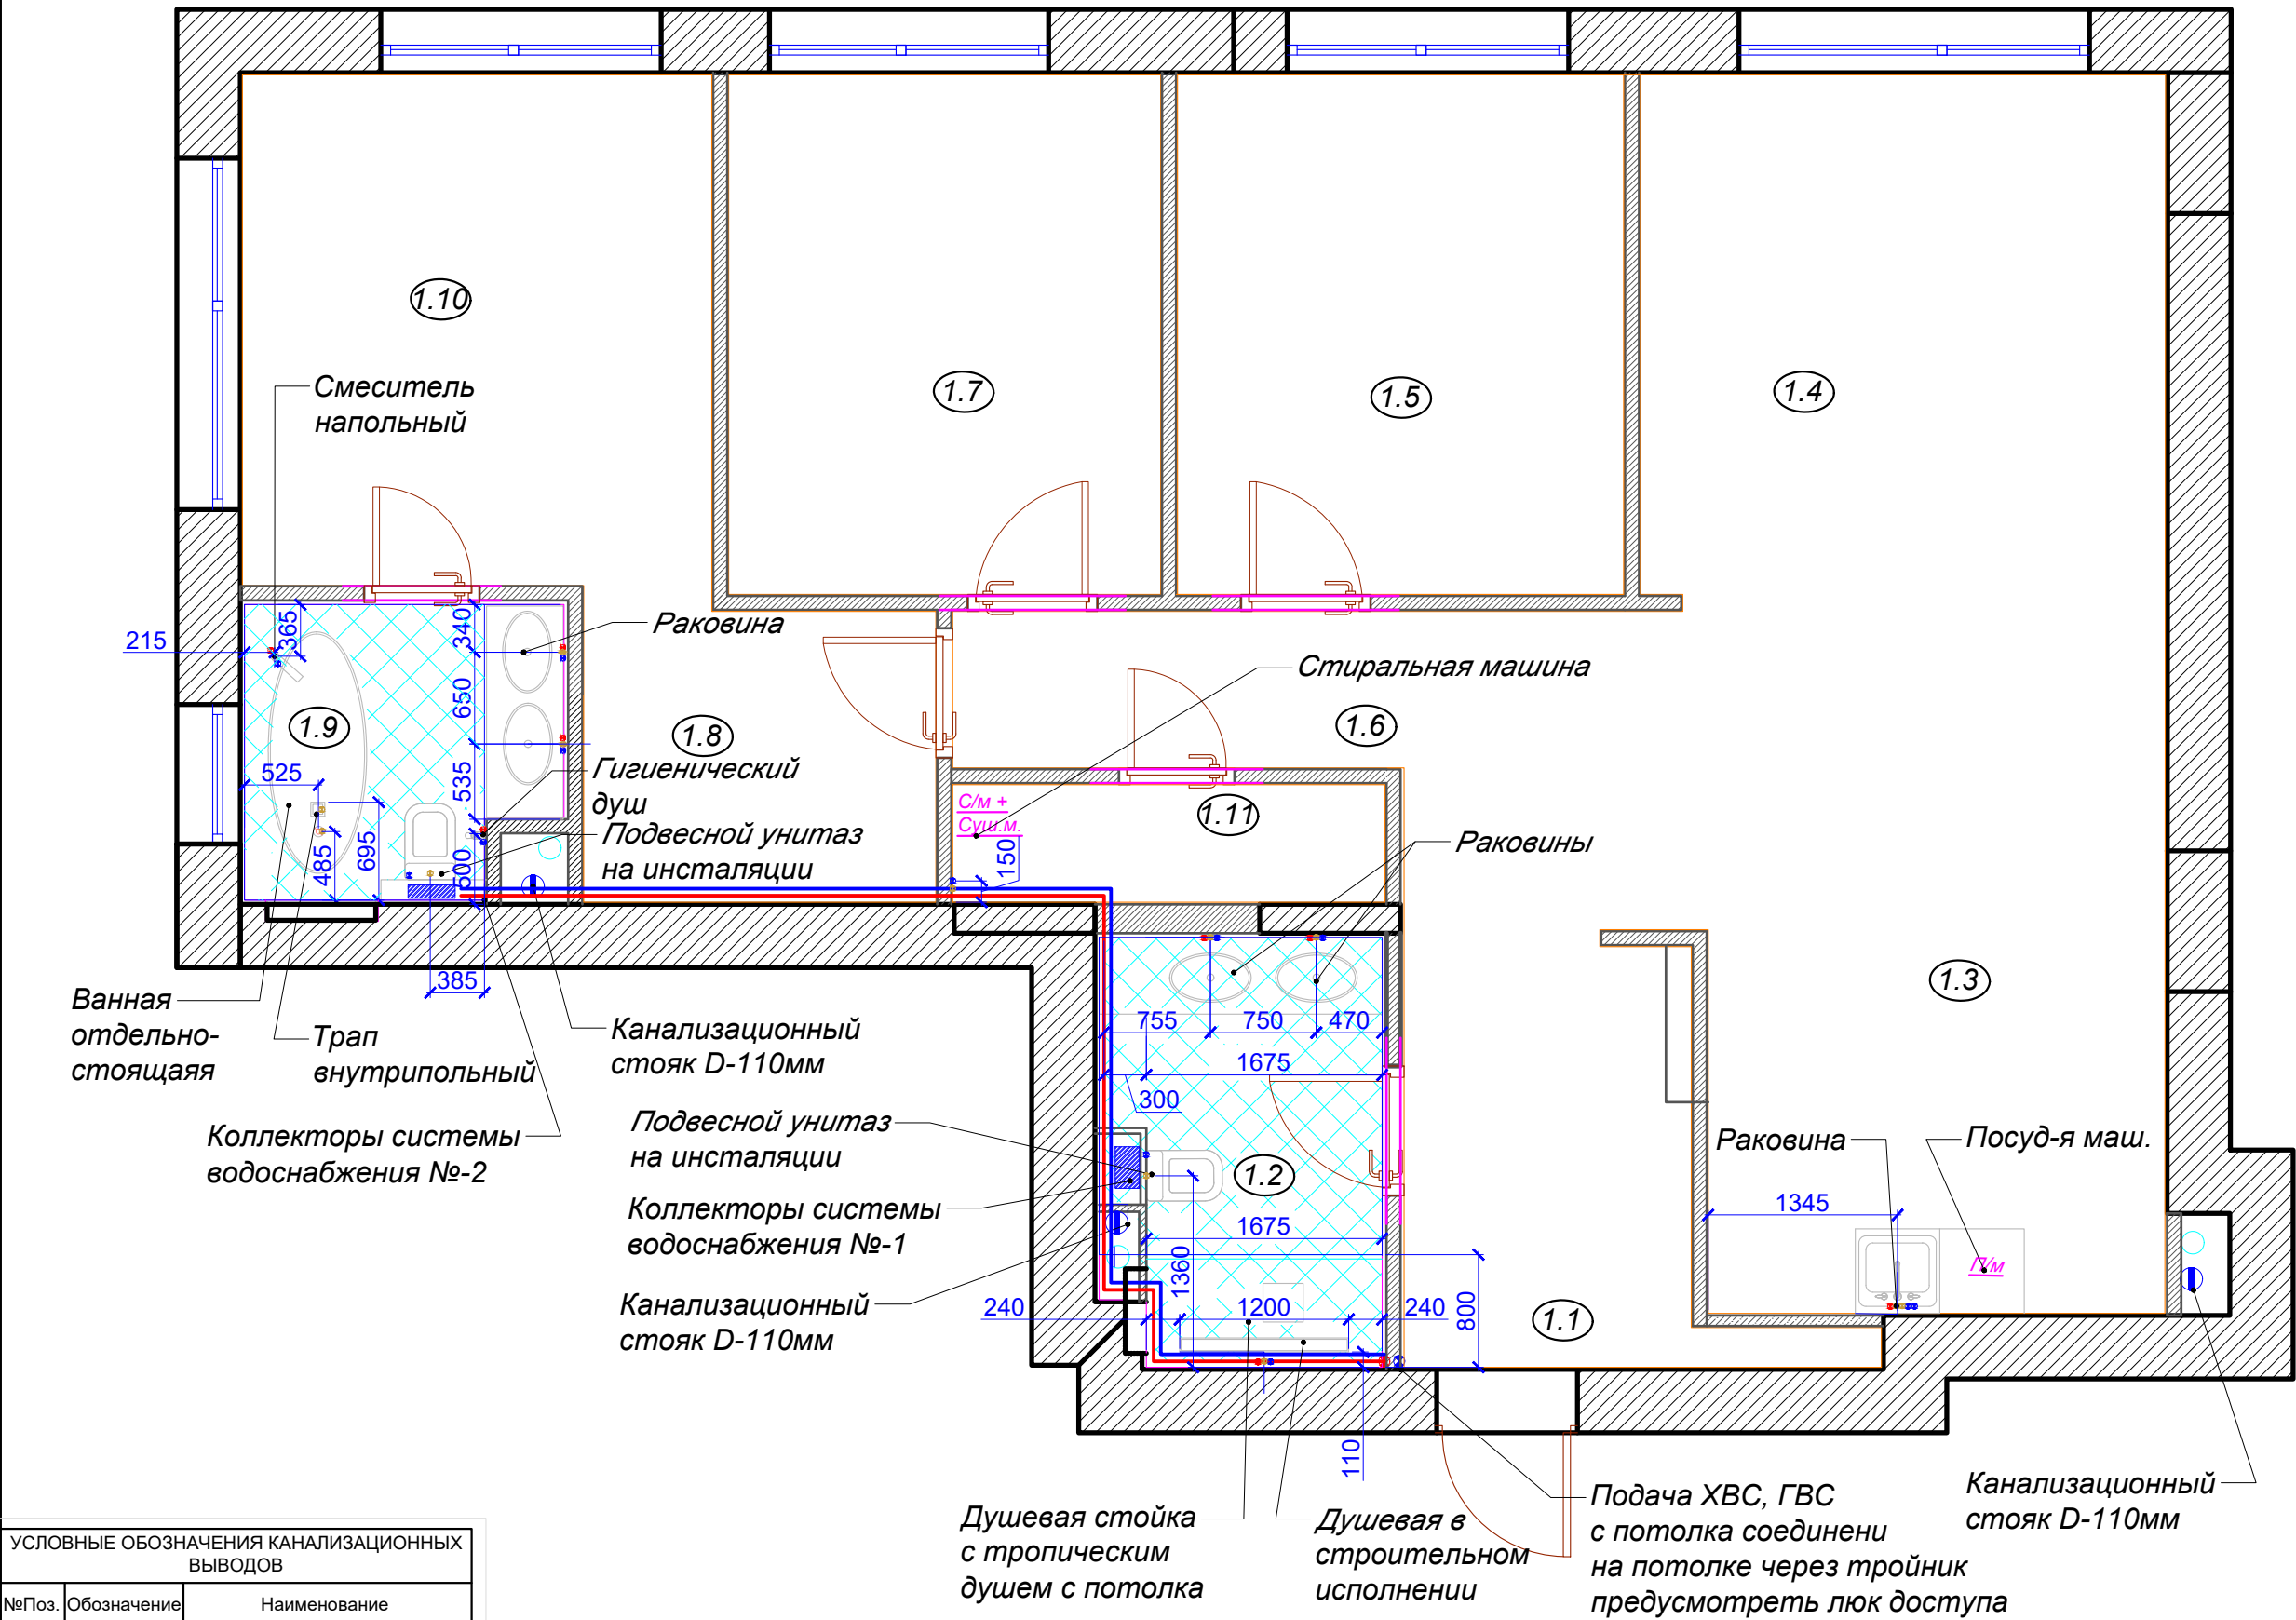 1.10
1.7
1.5
1.4
Смеситель
напольный
365
340
215
Раковина
650
Стиральная машина
1.9
1.8
1.6
525
535
Гигиенический
душ
С/м +
Суш.м.
1.11
Подвесной унитаз
на инсталяции
150
Раковины
485
695
500
385
1.3
Ванная
отдельно-
стоящаяя
Трап
внутрипольный
Канализационный
стояк D-110мм
755
750
470
1675
300
Коллекторы системы
водоснабжения №-2
Подвесной унитаз
на инсталяции
1.2
Раковина
Посуд-я маш.
1345
Коллекторы системы
водоснабжения №-1
1675
1360
П/м
Канализационный
стояк D-110мм
240
1200
240
800
1.1
110
Душевая стойка
с тропическим
душем с потолка
Душевая в
строительном
исполнении
Подача ХВС, ГВС
с потолка соединени
на потолке через тройник
предусмотреть люк доступа
Канализационный
стояк D-110мм
УСЛОВНЫЕ ОБОЗНАЧЕНИЯ КАНАЛИЗАЦИОННЫХ
ВЫВОДОВ
№Поз. Обозначение Наименование